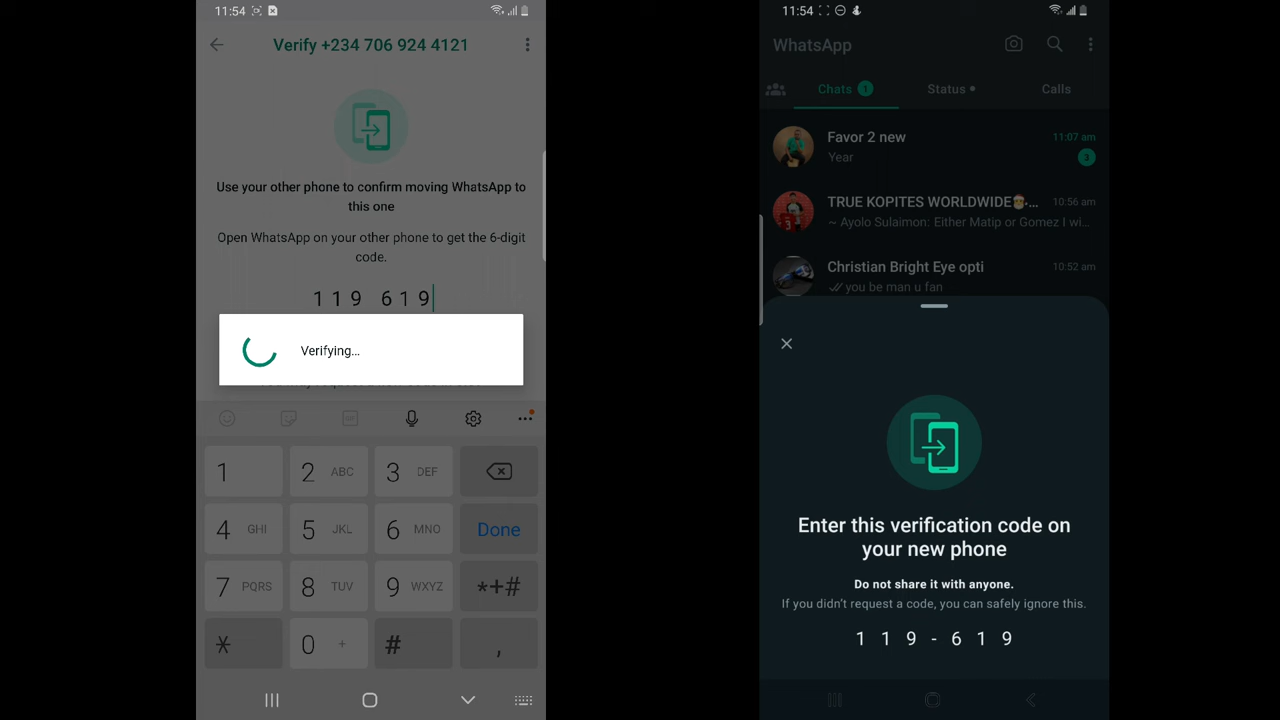 11:54
Verify +234 706 924 4121
Use your other phone to confirm moving WhatsApp to
this one
Open WhatsApp on your other phone to get the 6-digit
code.
119 619
Verifying...
1
2 ABC
3 DEF
4 GHI
5 JKL
6 MNO
Done
7 PQRS
8 TUV
9 WXYZ
*+#
*
0 +
#
,
11:54
WhatsApp
Chats 1
Status
Calls
Favor 2 new
11:07 am
Year
3
TRUE KOPITES WORLDWIDE🎅...
10:56 am
~ Ayolo Sulaimon: Either Matip or Gomez I wi...
Christian Bright Eye opti
10:52 am
you be man u fan
Enter this verification code on
your new phone
Do not share it with anyone.
If you didn't request a code, you can safely ignore this.
119-619